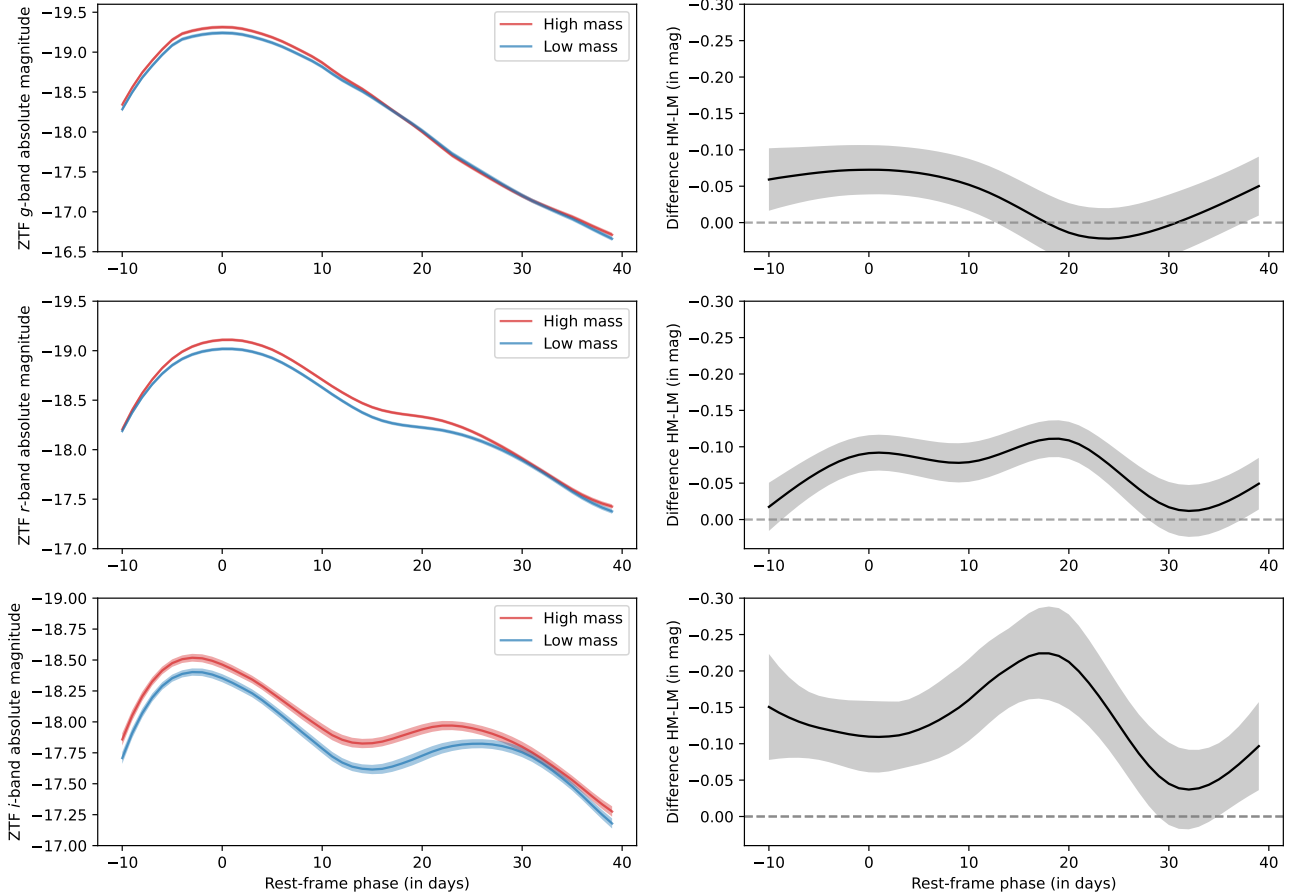 ZTF g-band absolute magnitude
−19.5
−19.0
−18.5
−18.0
−17.5
−17.0
−16.5
High mass
Low mass
−10 0 10 20 30 40
Difference HM-LM (in mag)
−0.30
−0.25
−0.20
−0.15
−0.10
−0.05
0.00
−10 0 10 20 30 40
ZTF r-band absolute magnitude
−19.5
−19.0
−18.5
−18.0
−17.5
−17.0
High mass
Low mass
−10 0 10 20 30 40
Difference HM-LM (in mag)
−0.30
−0.25
−0.20
−0.15
−0.10
−0.05
0.00
−10 0 10 20 30 40
ZTF i-band absolute magnitude
−19.00
−18.75
−18.50
−18.25
−18.00
−17.75
−17.50
−17.25
−17.00
High mass
Low mass
−10 0 10 20 30 40
Rest-frame phase (in days)
Difference HM-LM (in mag)
−0.30
−0.25
−0.20
−0.15
−0.10
−0.05
0.00
−10 0 10 20 30 40
Rest-frame phase (in days)